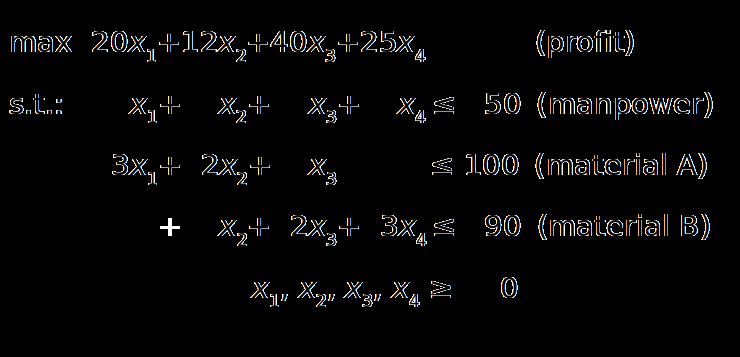 max 20x₁+12x₂+40x₃+25x₄ (profit)
s.t.: x₁+ x₂+ x₃+ x₄ ≤ 50 (manpower)
3x₁+ 2x₂+ x₃ ≤ 100 (material A)
+ x₂+ 2x₃+ 3x₄ ≤ 90 (material B)
x₁, x₂, x₃, x₄ ≥ 0